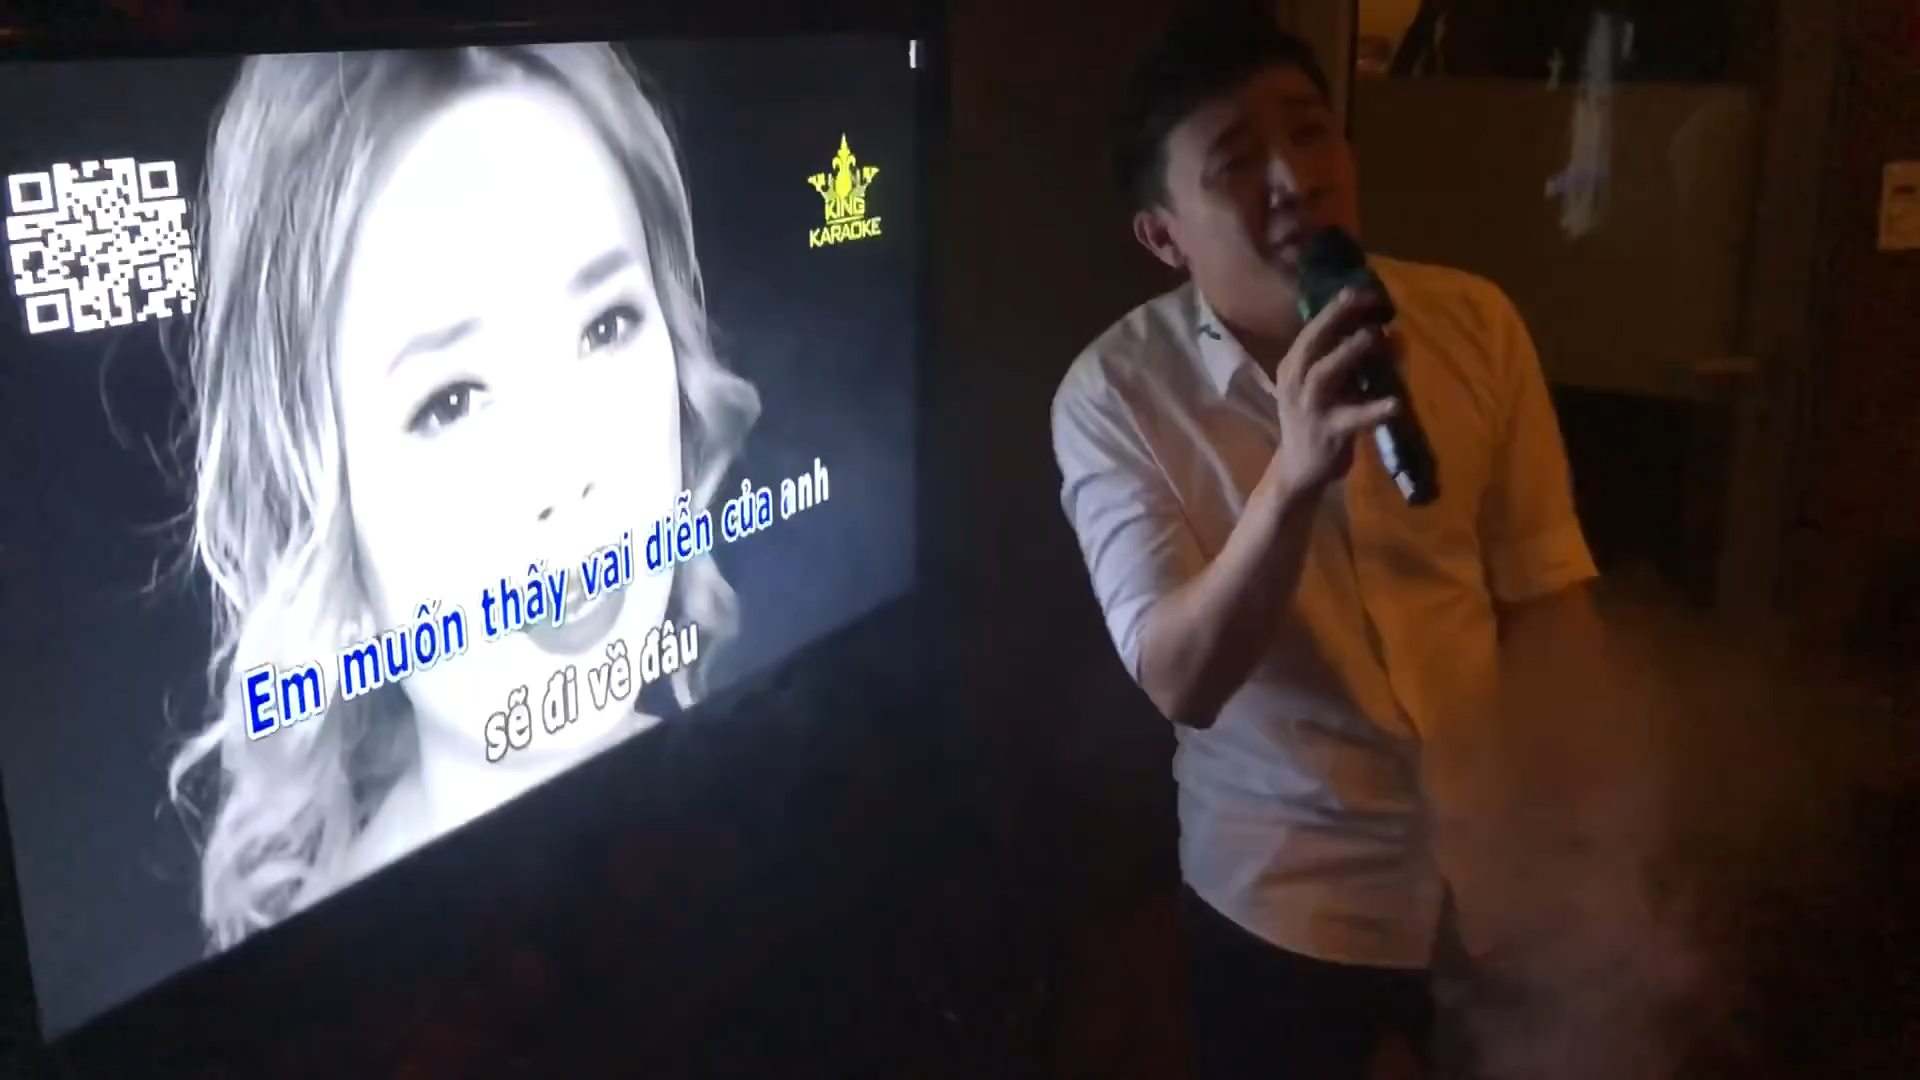 KING
KARAOKE
Em muốn thấy vai diễn của anh
sẽ đi về đâu